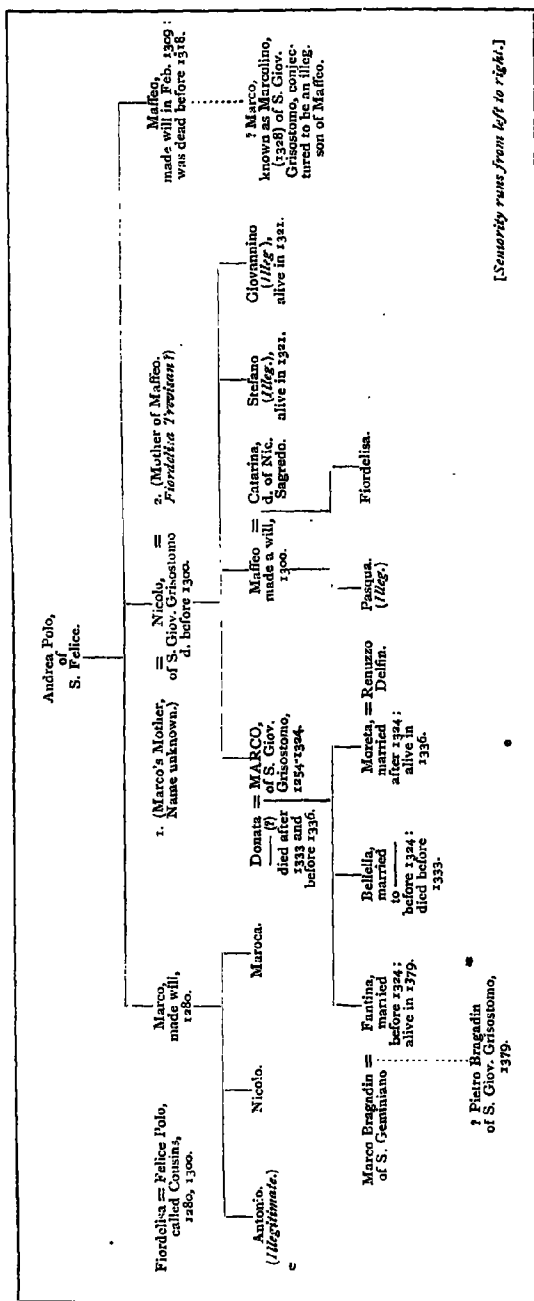 Andrea Polo,
of
S. Felice.
Fiordelisa = Felice Polo,
called Cousins,
1280, 1300.
Marco,
made will,
1280.
1. (Marco's Mother,
Name unknown.)
= Nicolo, =
of S. Giov. Grisostomo
d. before 1300.
2. (Mother of Maffeo.
Fiordelisa Trevisan?)
Maffeo,
made will in Feb. 1309:
was dead before 1318.
Antonio.
(Illegitimate.)
Nicolo.
Maroca.
Donata = MARCO,
—— (?)
died after
1333 and
before 1336.
of S. Giov.
Grisostomo,
1254-1324.
Maffeo =
made a will,
1300.
Catarina,
d. of Nic.
Sagredo.
Stefano
(Illeg.),
alive in 1321.
Giovannino
(Illeg.),
alive in 1321.
? Marco,
known as Marcolino,
(1328) of S. Giov.
Grisostomo, conjec-
tured to be an illeg.
son of Maffeo.
Marco Bragadin =
of S. Geminiano
Fantina,
married
before 1324;
alive in 1379.
Bellella,
married
to ——
before 1324;
died before
1333.
Moreta, = Renuzzo
Delfin.
married
after 1324;
alive in
1336.
Pasqua.
(Illeg.)
Fiordelisa.
? Pietro Bragadin
of S. Giov Grisostomo,
1379.
[Seniority runs from left to right.]